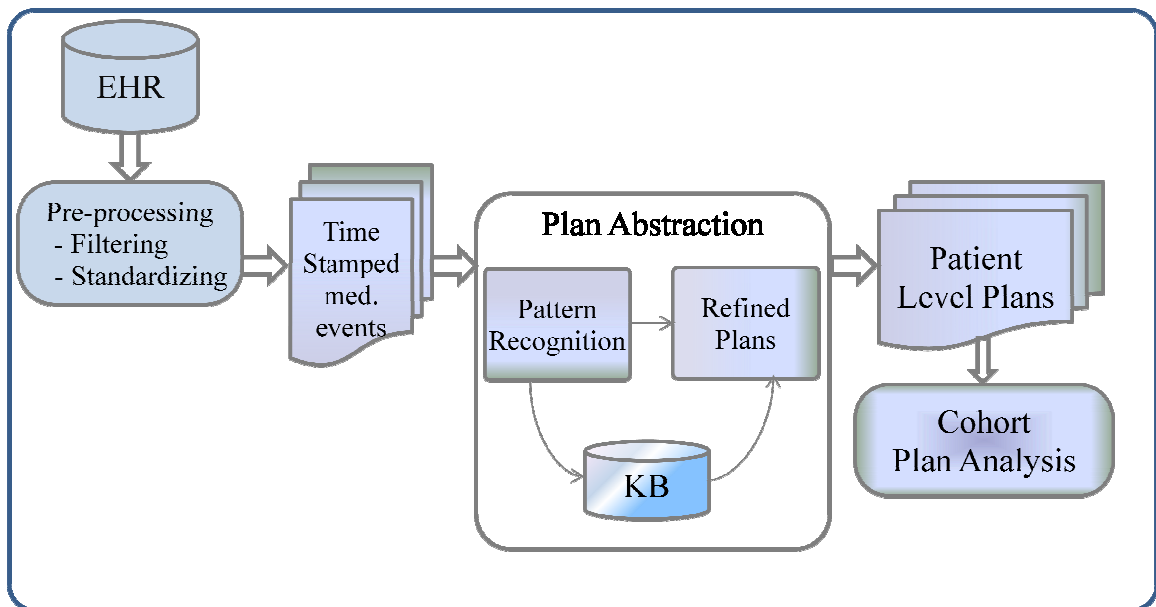 EHR
Pre-processing
- Filtering
- Standardizing
Time
Stamped
med.
events
Plan Abstraction
Pattern
Recognition
Refined
Plans
KB
Patient
Level Plans
Cohort
Plan Analysis